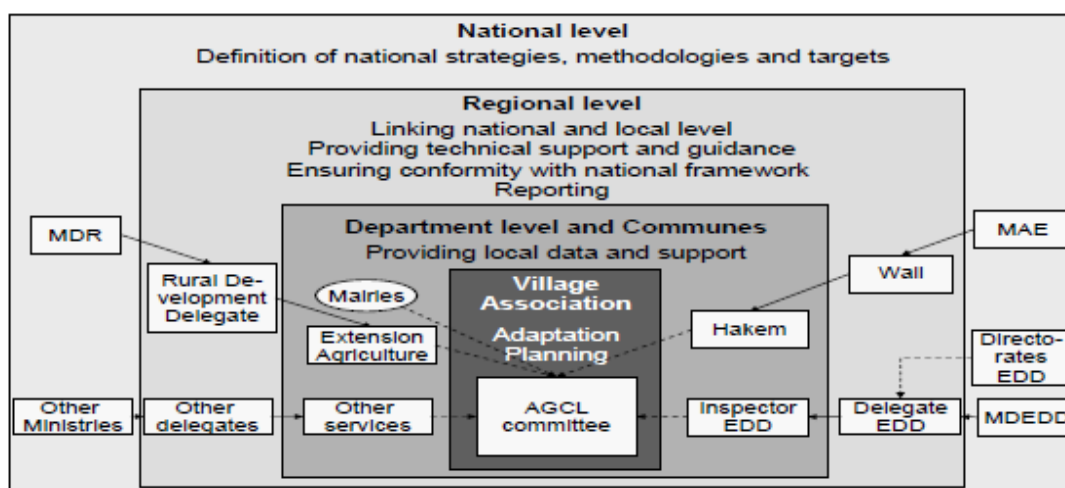 National level
Definition of national strategies, methodologies and targets
Regional level
Linking national and local level
Providing technical support and guidance
Ensuring conformity with national framework
Reporting
Department level and Communes
Providing local data and support
Village
Association
Adaptation
Planning
MDR
Rural De-
velopment
Delegate
Mairies
Extension
Agriculture
Hakem
Wali
MAE
Directo-
rates
EDD
Other
Ministries
Other
delegates
Other
services
AGCL
committee
Inspector
EDD
Delegate
EDD
MDEDD